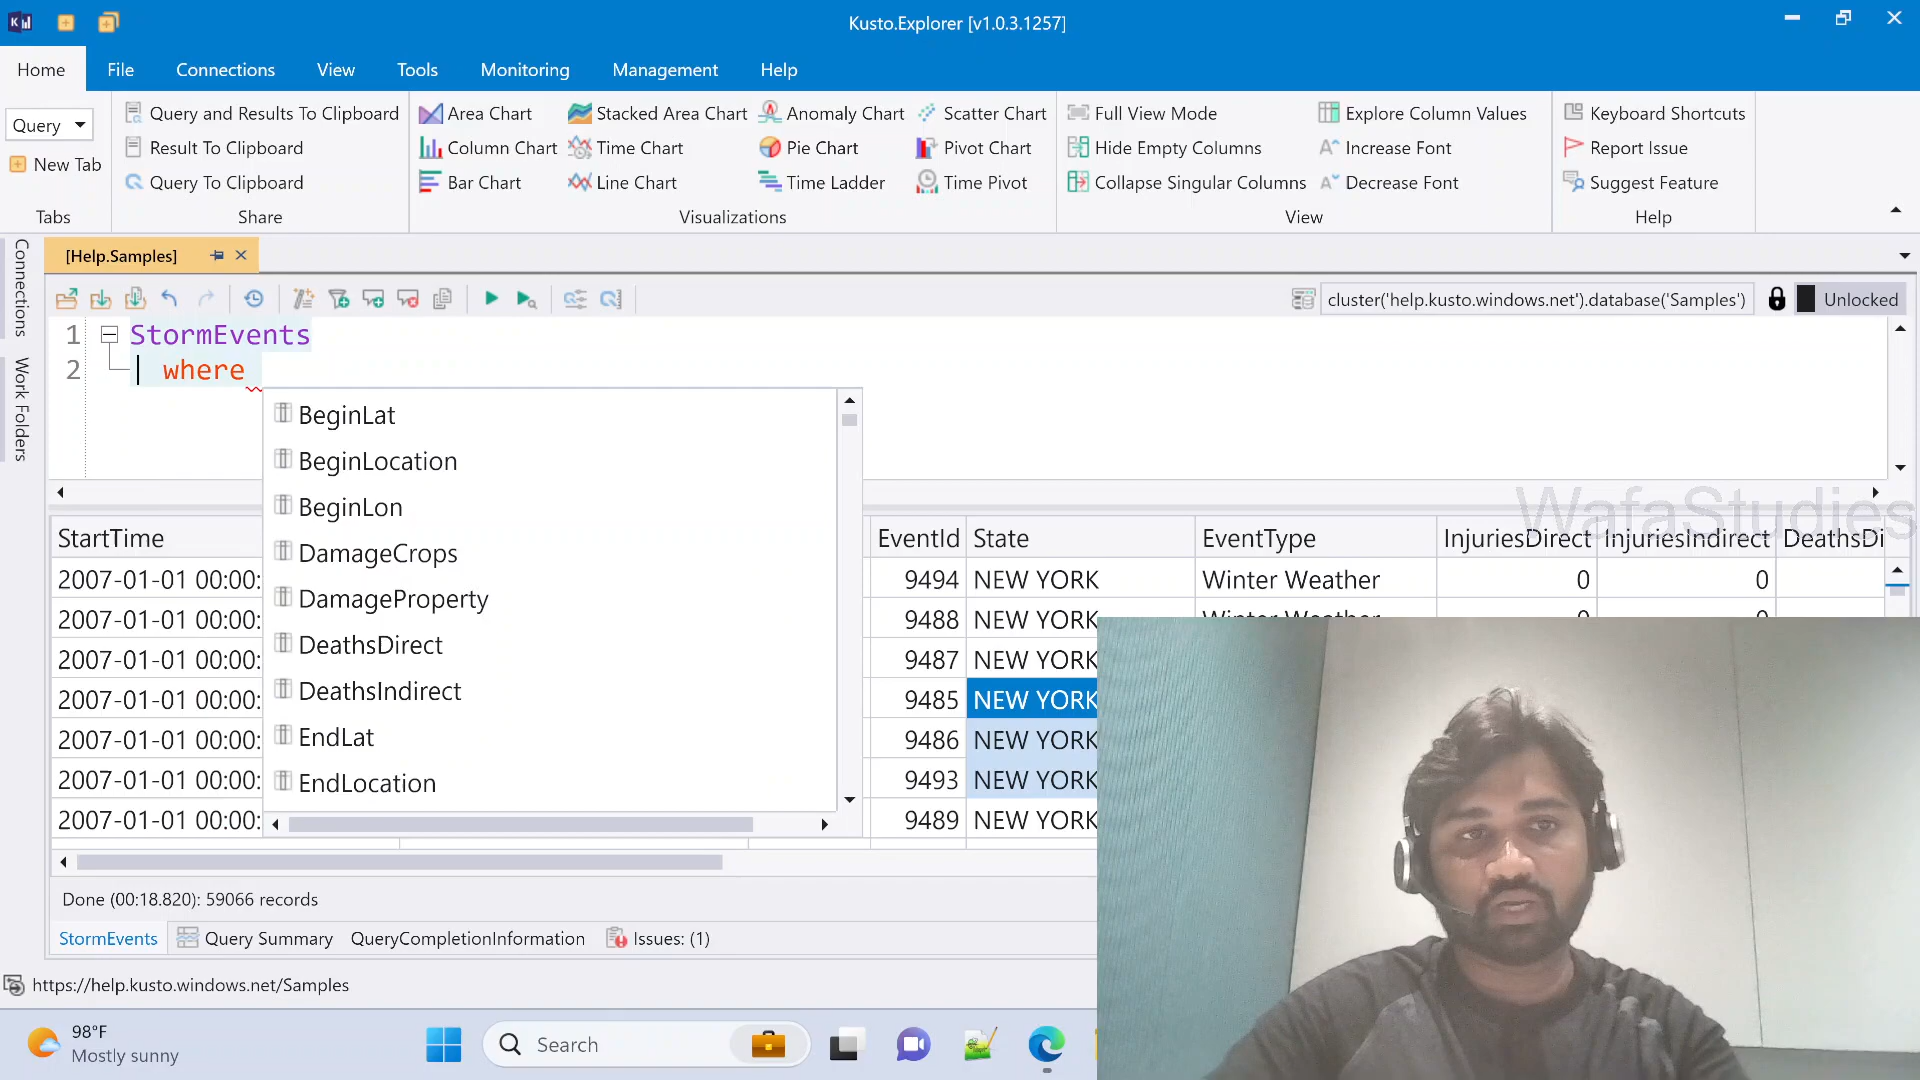 Kusto.Explorer [v1.0.3.1257]
Home File Connections View Tools Monitoring Management Help
Query
New Tab
Tabs
Query and Results To Clipboard
Result To Clipboard
Query To Clipboard
Share
Area Chart Stacked Area Chart Anomaly Chart Scatter Chart
Column Chart Time Chart Pie Chart Pivot Chart
Bar Chart Line Chart Time Ladder Time Pivot
Visualizations
Full View Mode Explore Column Values
Hide Empty Columns Increase Font
Collapse Singular Columns Decrease Font
View
Keyboard Shortcuts
Report Issue
Suggest Feature
Help
Connections
Work Folders
[Help.Samples]
cluster('help.kusto.windows.net').database('Samples') Unlocked
1 StormEvents
2 | where
BeginLat
BeginLocation
BeginLon
DamageCrops
DamageProperty
DeathsDirect
DeathsIndirect
EndLat
EndLocation
WafaStudies
StartTime EventId State EventType InjuriesDirect InjuriesIndirect DeathsDi
2007-01-01 00:00: 9494 NEW YORK Winter Weather 0 0
2007-01-01 00:00: 9488 NEW YORK Winter Weather 0 0
2007-01-01 00:00: 9487 NEW YORK
2007-01-01 00:00: 9485 NEW YORK
2007-01-01 00:00: 9486 NEW YORK
2007-01-01 00:00: 9493 NEW YORK
2007-01-01 00:00: 9489 NEW YORK
Done (00:18.820): 59066 records
StormEvents Query Summary QueryCompletionInformation Issues: (1)
https://help.kusto.windows.net/Samples
98°F
Mostly sunny
Search